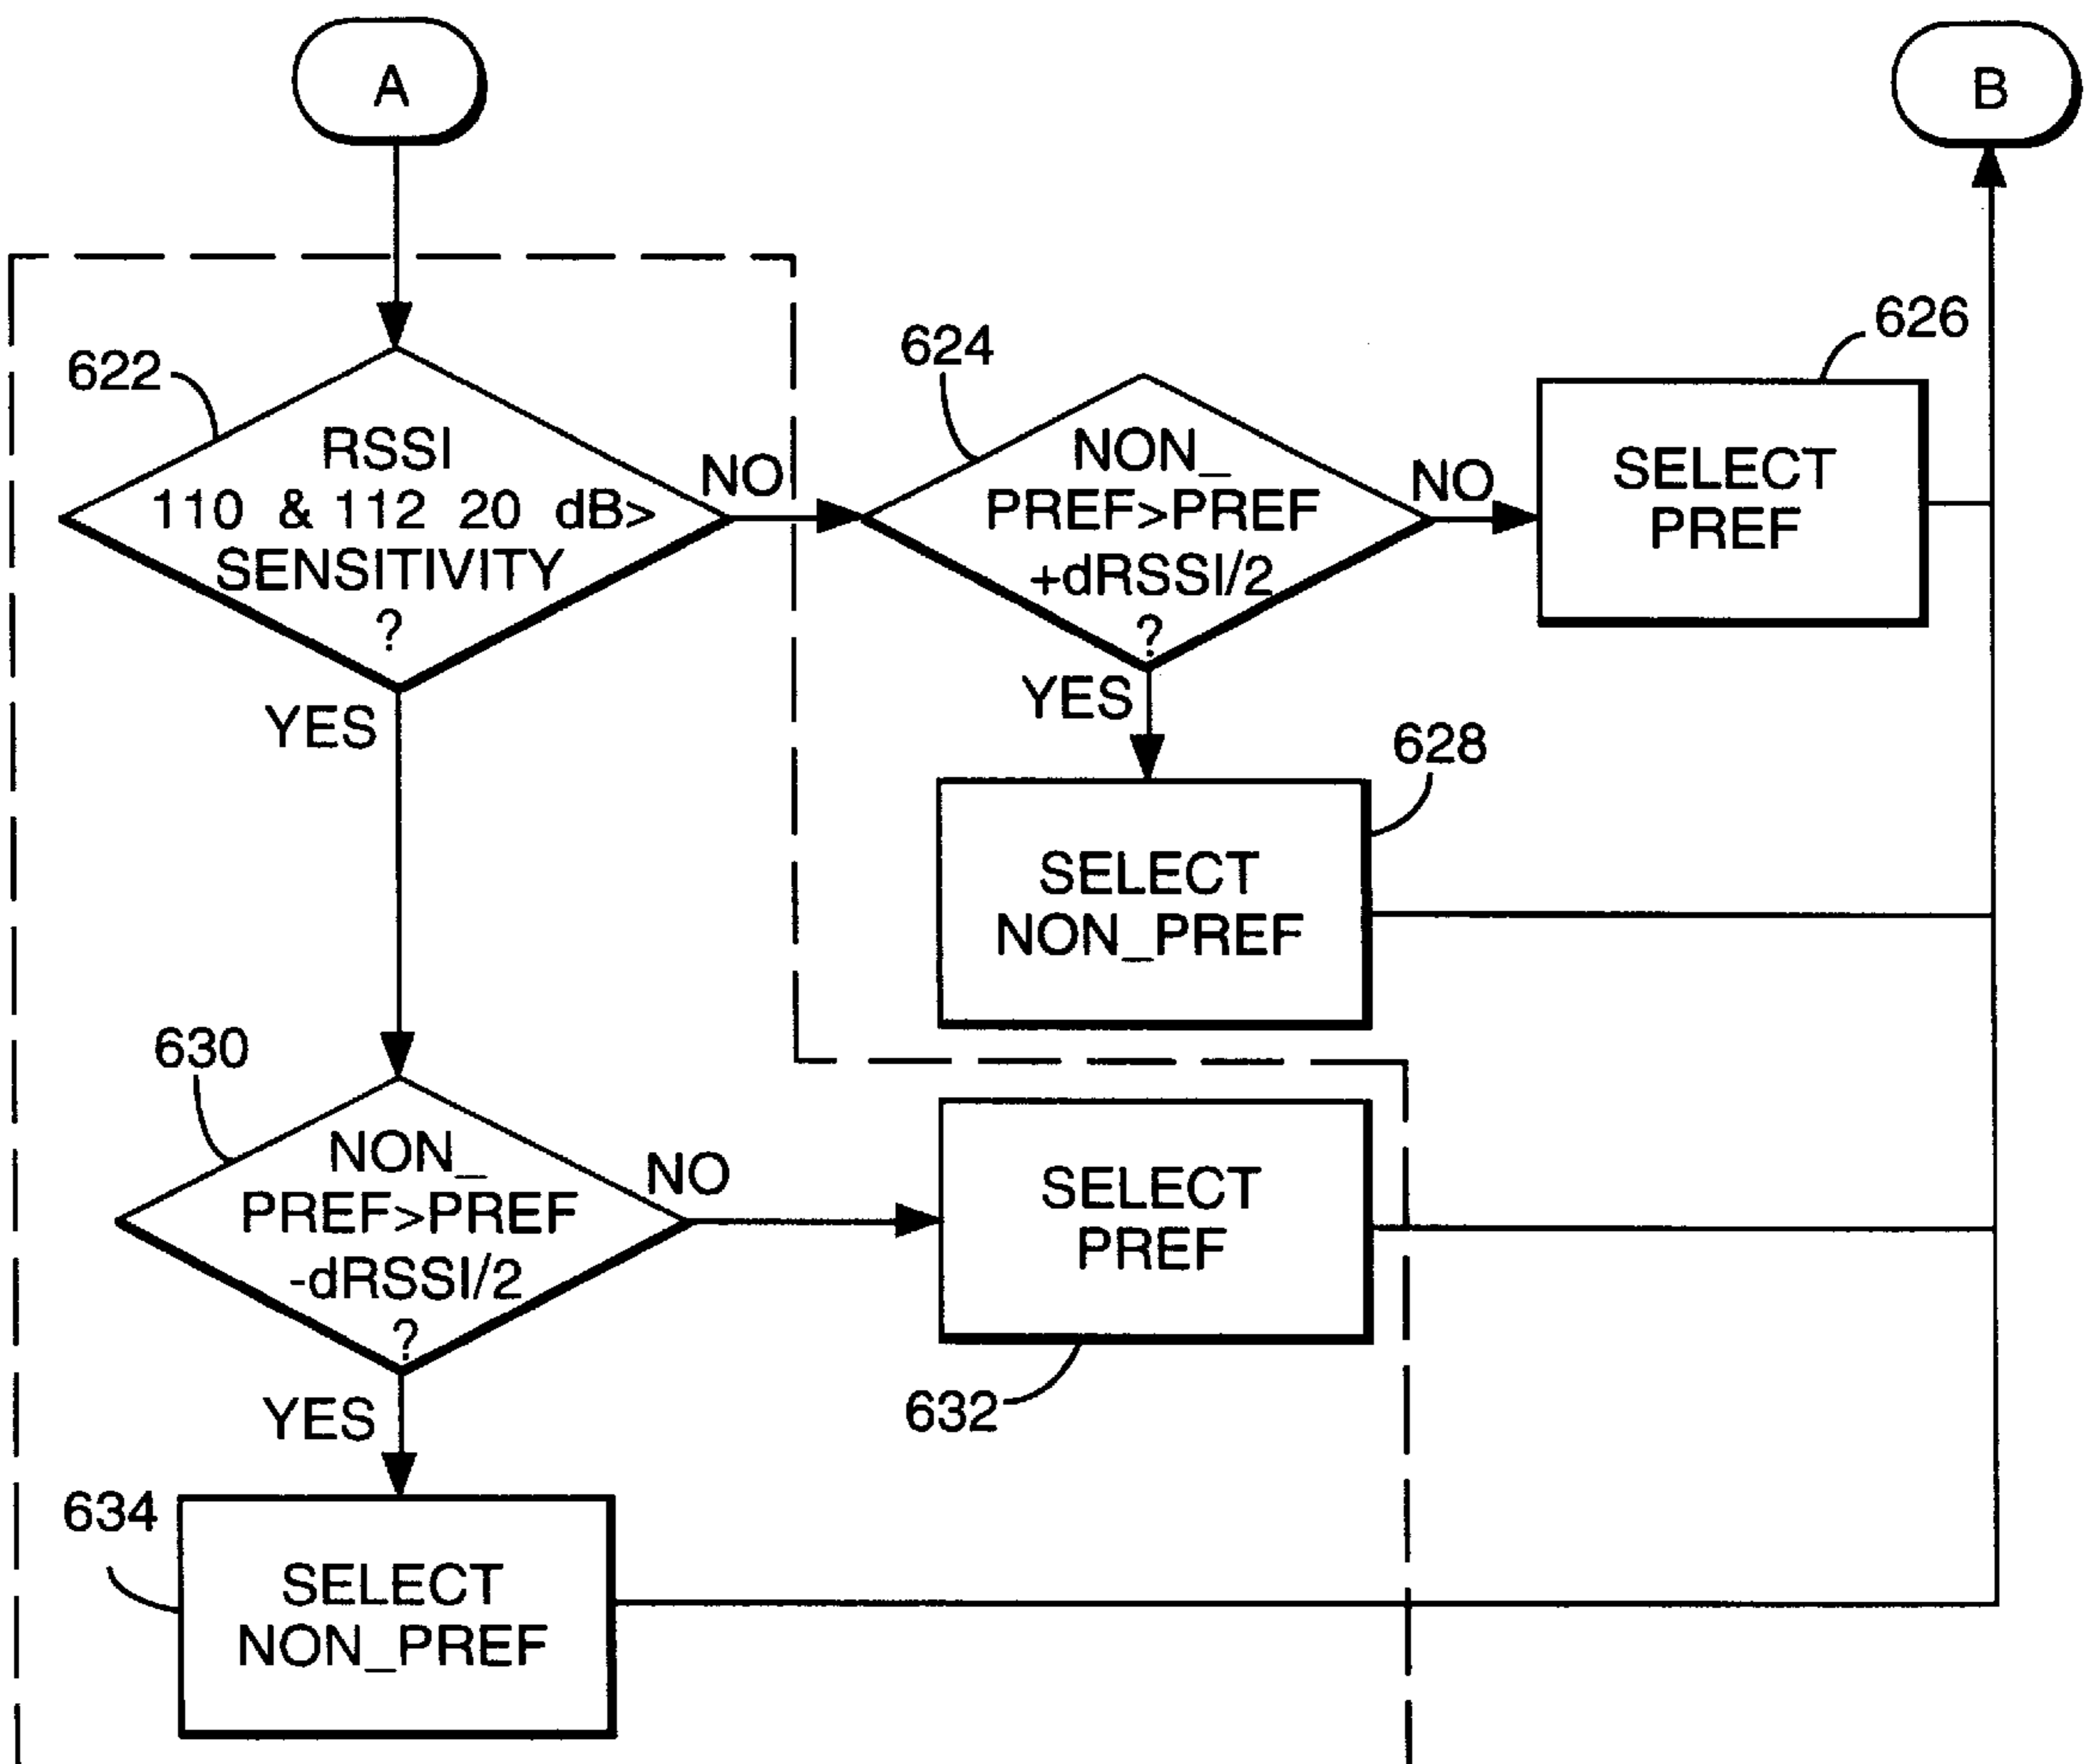 A
B
622
RSSI
110 & 112 20 dB>
SENSITIVITY
?
NO
YES
624
NON_
PREF>PREF
+dRSSI/2
?
NO
YES
626
SELECT
PREF
628
SELECT
NON_PREF
630
NON_
PREF>PREF
-dRSSI/2
?
NO
YES
SELECT
PREF
632
634
SELECT
NON_PREF